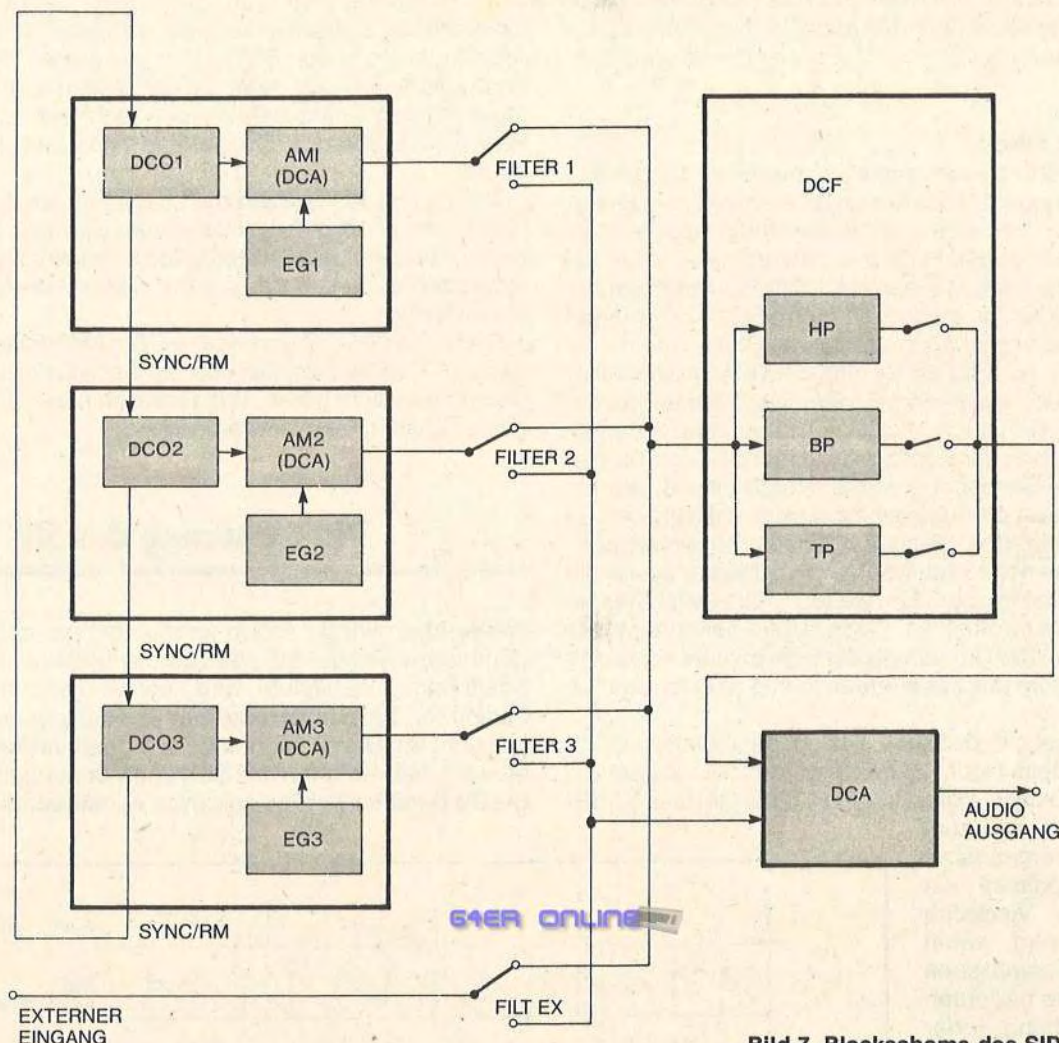 DCO1
AM1
(DCA)
EG1
FILTER 1
SYNC/RM
DCO2
AM2
(DCA)
EG2
FILTER 2
SYNC/RM
DCO3
AM3
(DCA)
EG3
FILTER 3
SYNC/RM
EXTERNER
EINGANG
FILT EX
DCF
HP
BP
TP
DCA
AUDIO
AUSGANG
64ER ONLINE
Bild 7. Blockschema des SID